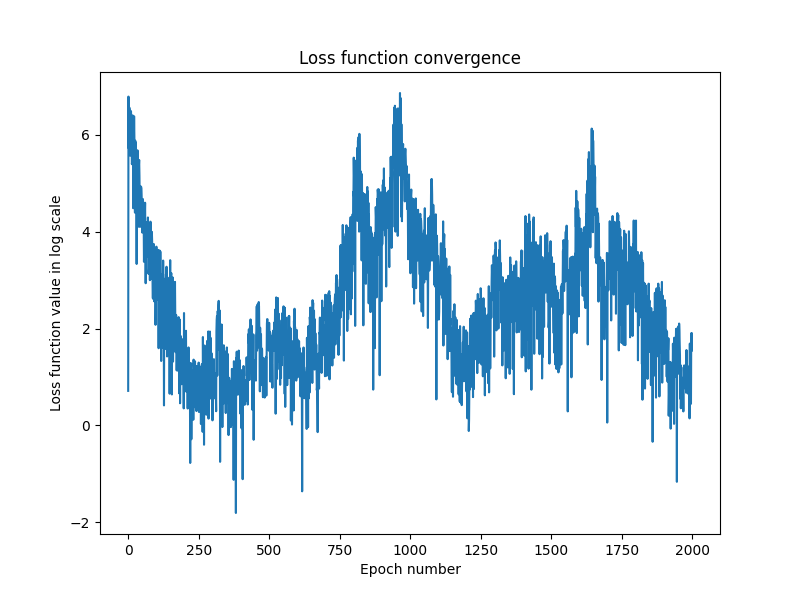 Loss function convergence
Loss function value in log scale
6
4
2
0
−2
0 250 500 750 1000 1250 1500 1750 2000
Epoch number